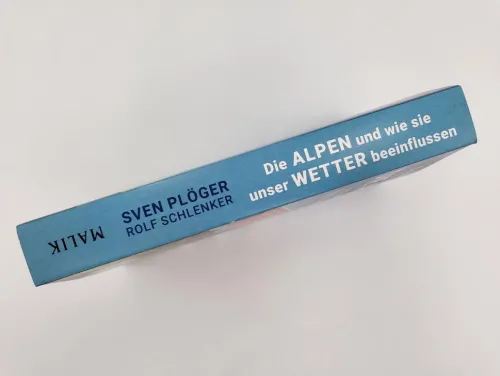 MALIK
SVEN PLÖGER
ROLF SCHLENKER
Die ALPEN und wie sie
unser WETTER beeinflussen